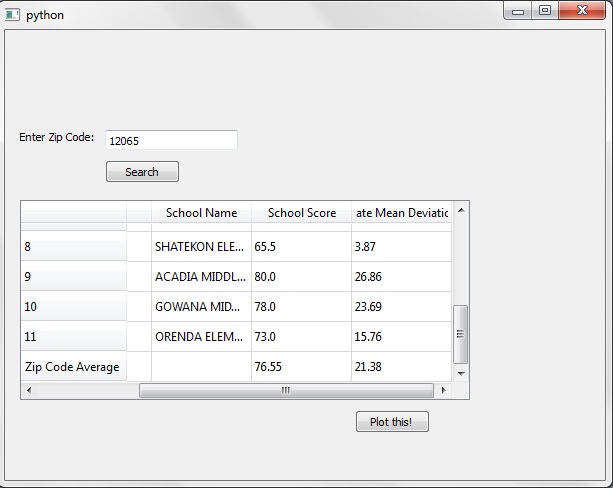 python
Enter Zip Code: 12065
Search
School Name School Score ate Mean Deviatio
8 SHATEKON ELE... 65.5 3.87
9 ACADIA MIDDL... 80.0 26.86
10 GOWANA MID... 78.0 23.69
11 ORENDA ELEM... 73.0 15.76
Zip Code Average 76.55 21.38
Plot this!